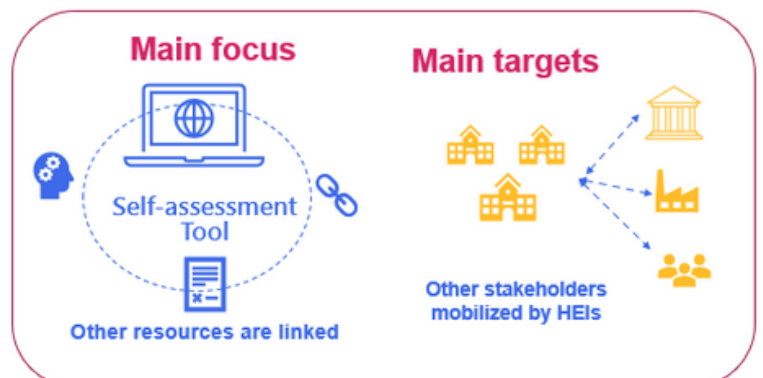 Main focus
Self-assessment
Tool
Other resources are linked
Main targets
Other stakeholders
mobilized by HEIs